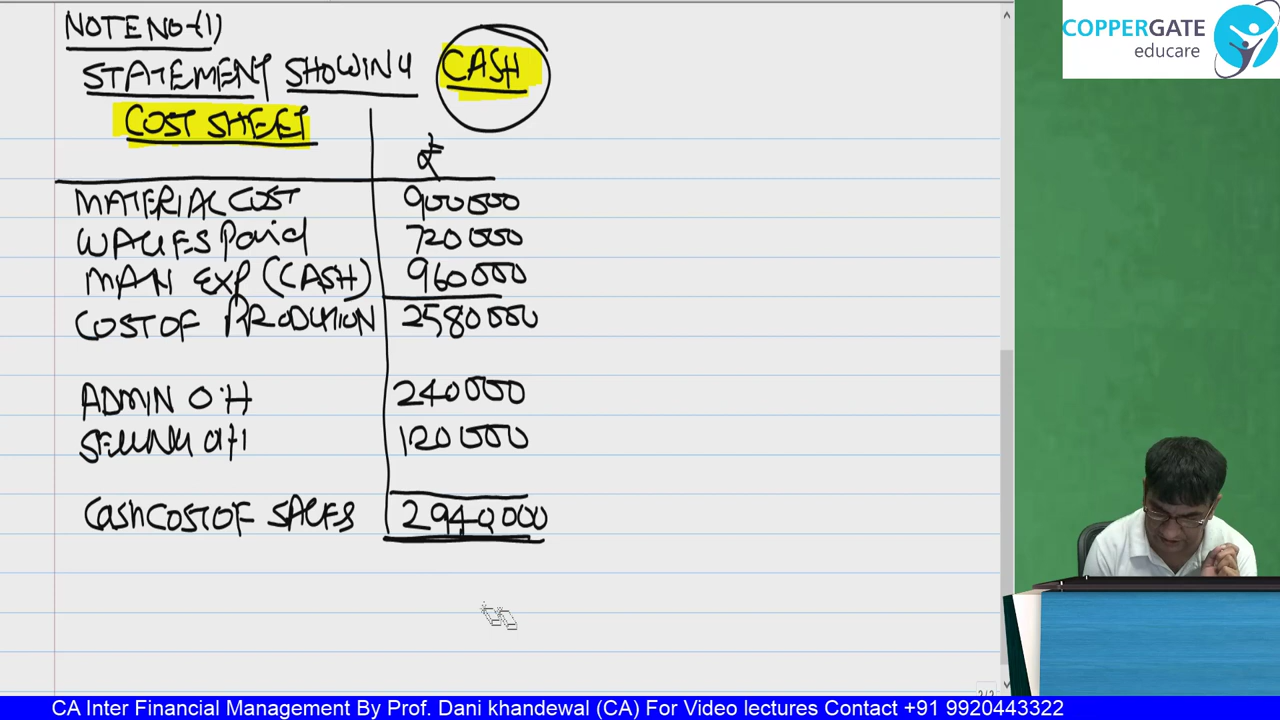 NOTE NO-(1)
STATEMENT SHOWING CASH
COST SHEET
₹
MATERIAL COST 900000
WAGES Paid 720000
MAN EXP (CASH) 960000
COST OF PRODUCTION 2580000
ADMIN O.H 240000
SELLING O.H 120000
Cash COST OF SALES 2940000
COPPERGATE
educare
CA Inter Financial Management By Prof. Dani khandewal (CA) For Video lectures Contact +91 9920443322